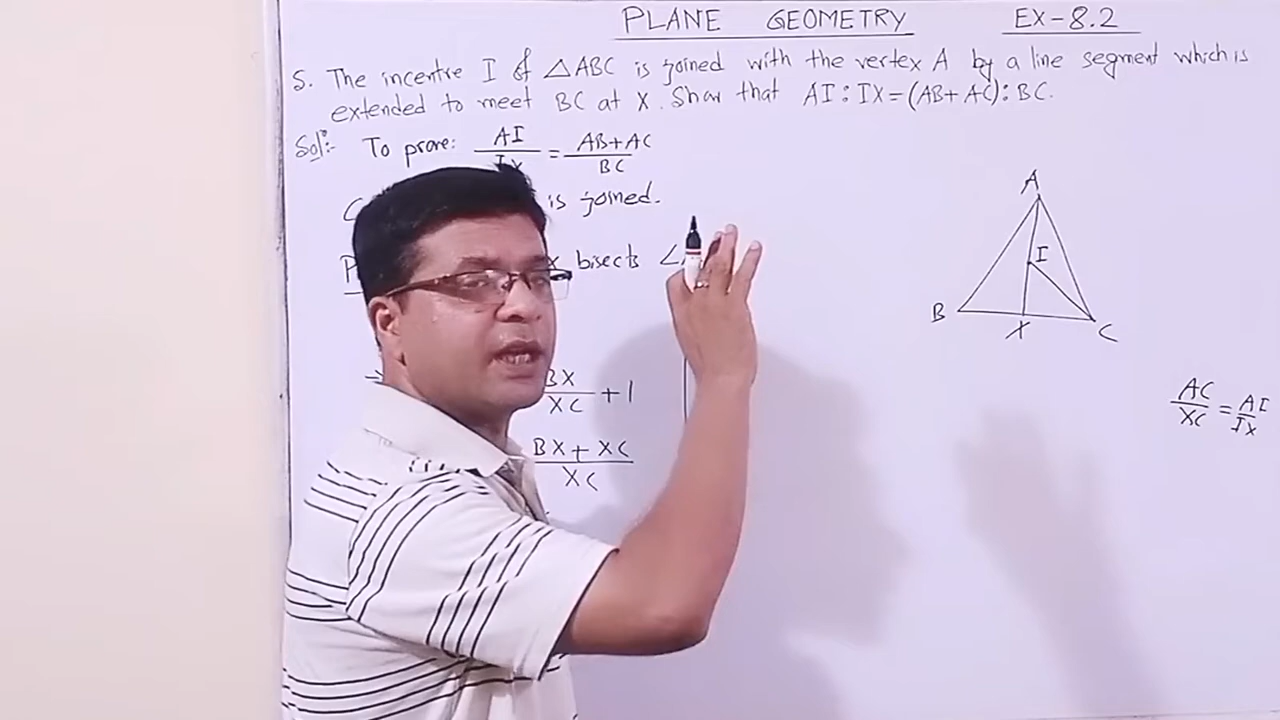 PLANE GEOMETRY EX-8.2
5. The incentre I of △ABC is joined with the vertex A by a line segment which is
extended to meet BC at X. Show that AI : IX = (AB+AC) : BC.
Sol:- To prove: AI/IX = AB+AC/BC
is joined.
bisects ∠
→ BX/XC + 1
BX + XC/XC
A
I
B
X
C
AC/XC = AI/IX